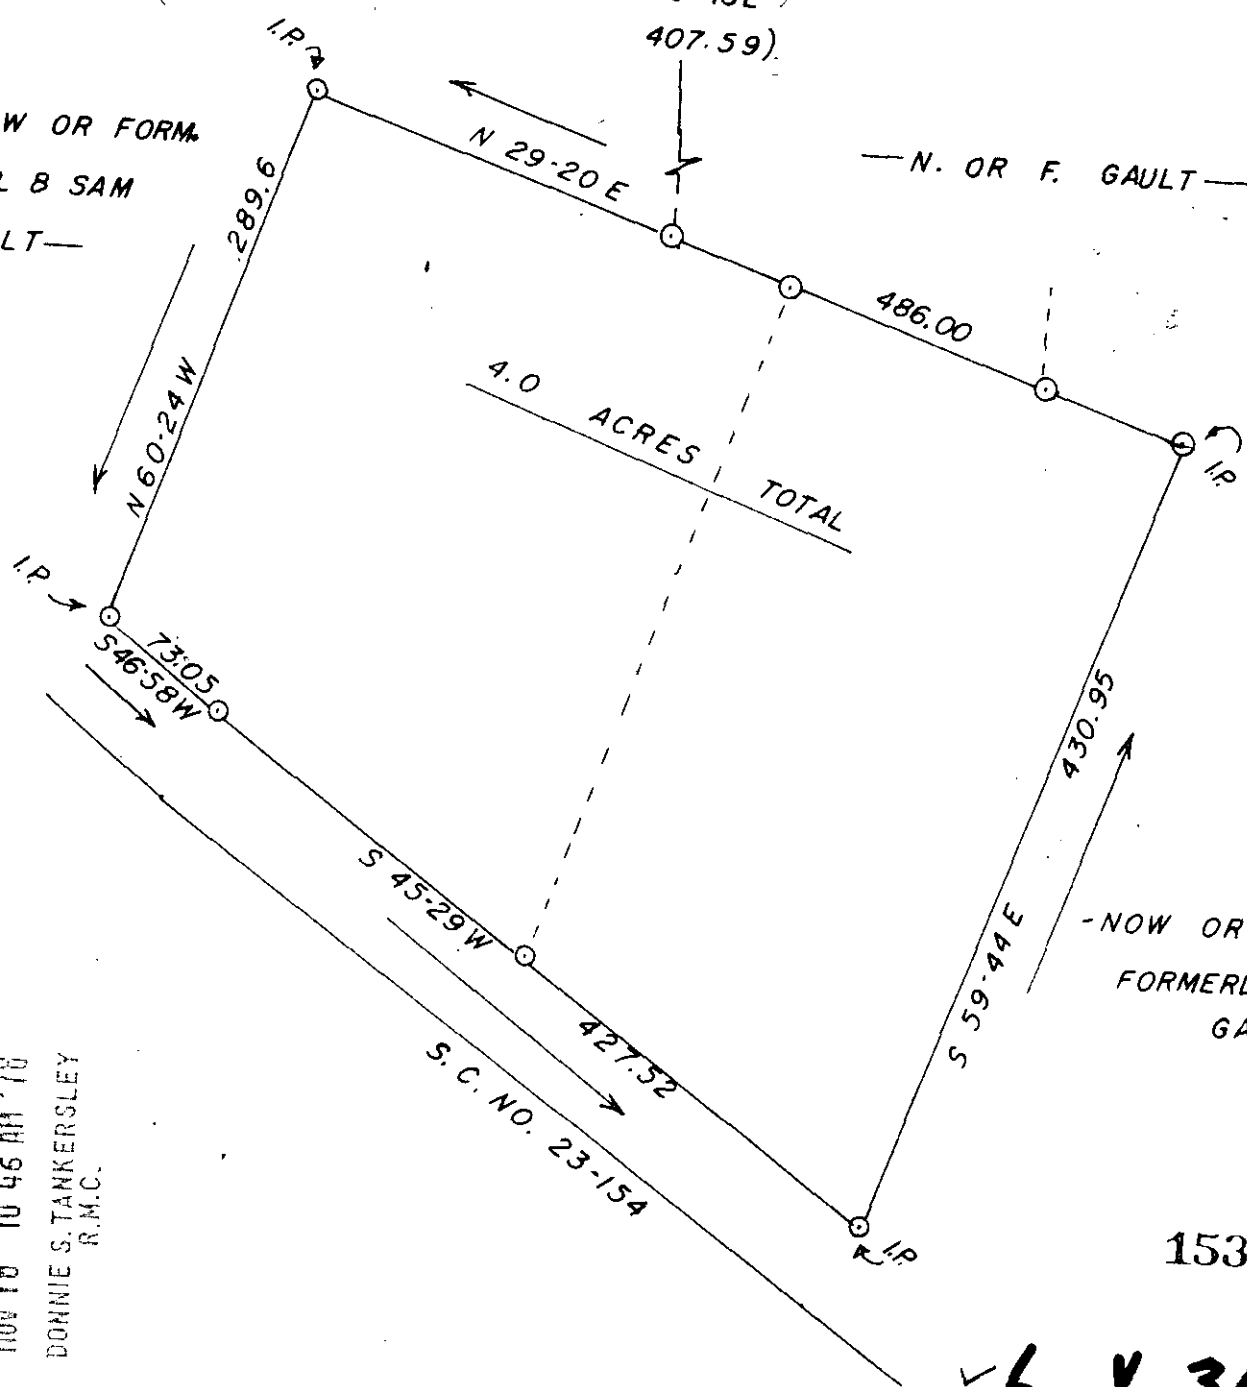 407.59)
I.P.
W OR FORM.
L B SAM
LT—
N 29-20 E
—N. OR F. GAULT—
289.6
486.00
4.0 ACRES TOTAL
I.P.
N 60-24 W
I.P.
73.05
S 46-58 W
430.95
S 45-29 W
S 59-44 E
-NOW OR
FORMERL
GA
427.52
S. C. NO. 23-154
I.P.
10 46 AM '78
DONNIE S. TANKERSLEY
R.M.C.
153